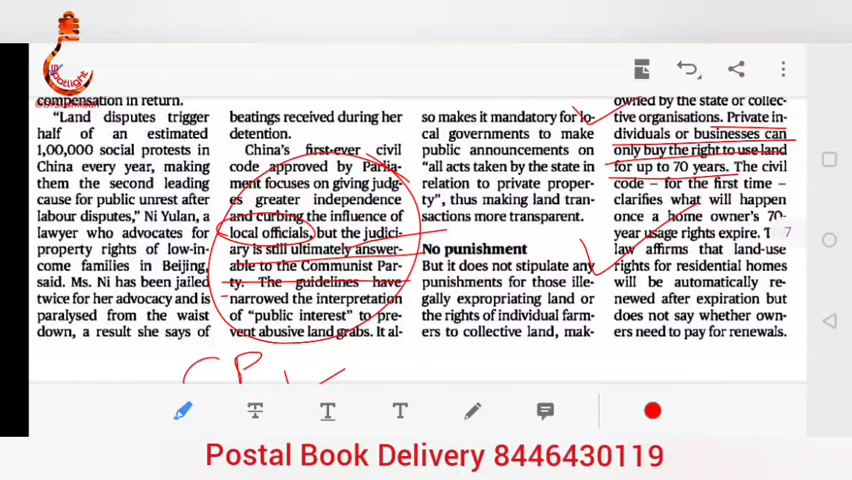 Spotlight
compensation in return.
"Land disputes trigger
half of an estimated
1,00,000 social protests in
China every year, making
them the second leading
cause for public unrest after
labour disputes," Ni Yulan, a
lawyer who advocates for
property rights of low-in-
come families in Beijing,
said. Ms. Ni has been jailed
twice for her advocacy and is
paralysed from the waist
down, a result she says of
beatings received during her
detention.
China's first-ever civil
code approved by Parlia-
ment focuses on giving judg-
es greater independence
and curbing the influence of
local officials, but the judici-
ary is still ultimately answer-
able to the Communist Par-
ty. The guidelines have
narrowed the interpretation
of "public interest" to pre-
vent abusive land grabs. It al-
so makes it mandatory for lo-
cal governments to make
public announcements on
"all acts taken by the state in
relation to private proper-
ty", thus making land tran-
sactions more transparent.
No punishment
But it does not stipulate any
punishments for those ille-
gally expropriating land or
the rights of individual farm-
ers to collective land, mak-
owned by the state or collec-
tive organisations. Private in-
dividuals or businesses can
only buy the right to use land
for up to 70 years. The civil
code – for the first time –
clarifies what will happen
once a home owner's 70-
year usage rights expire. T
law affirms that land-use
rights for residential homes
will be automatically re-
newed after expiration but
does not say whether own-
ers need to pay for renewals.
7
CP
T
T
T
Postal Book Delivery 8446430119